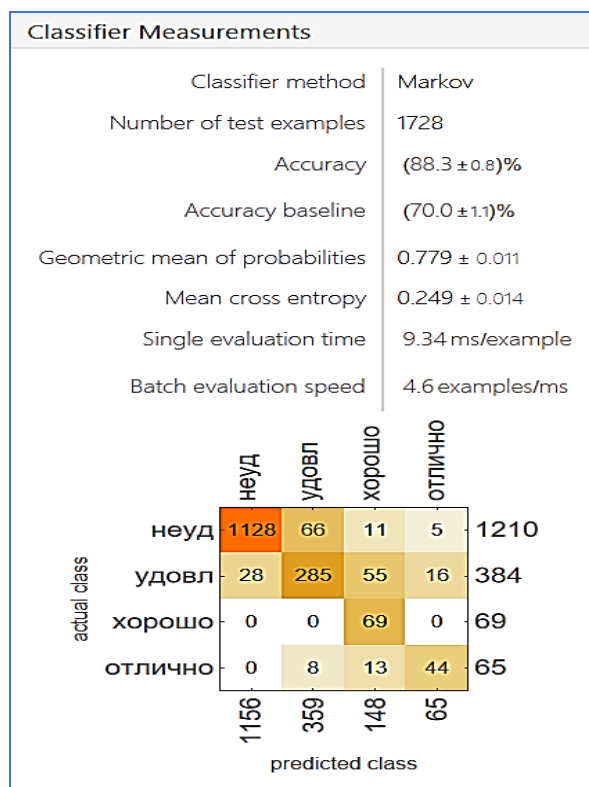 Classifier Measurements
Classifier method Markov
Number of test examples 1728
Accuracy (88.3 ± 0.8)%
Accuracy baseline (70.0 ± 1.1)%
Geometric mean of probabilities 0.779 ± 0.011
Mean cross entropy 0.249 ± 0.014
Single evaluation time 9.34 ms/example
Batch evaluation speed 4.6 examples/ms
неуд удовл хорошо отлично
actual class
неуд 1128 66 11 5 1210
удовл 28 285 55 16 384
хорошо 0 0 69 0 69
отлично 0 8 13 44 65
1156 359 148 65
predicted class